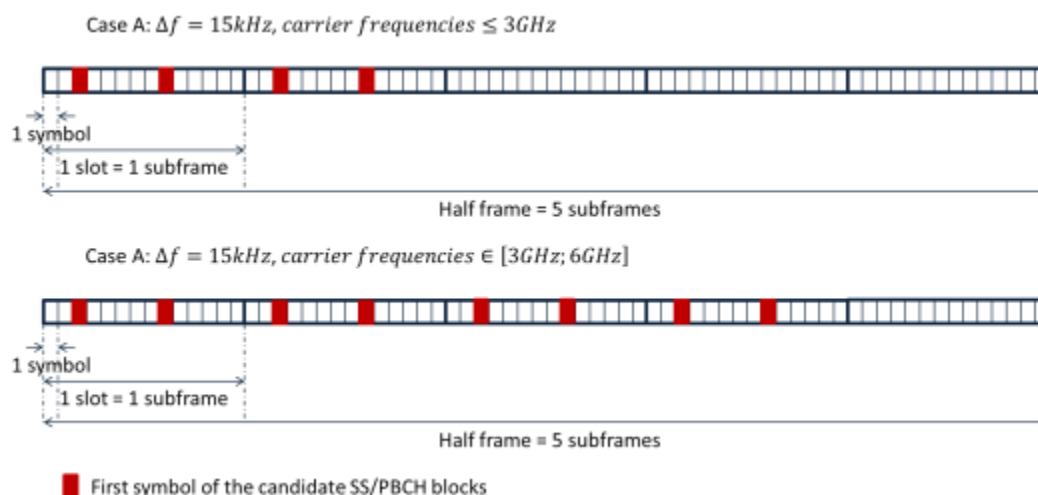 Case A: Δf = 15kHz, carrier frequencies ≤ 3GHz
1 symbol
1 slot = 1 subframe
Half frame = 5 subframes
Case A: Δf = 15kHz, carrier frequencies ∈ [3GHz; 6GHz]
1 symbol
1 slot = 1 subframe
Half frame = 5 subframes
First symbol of the candidate SS/PBCH blocks